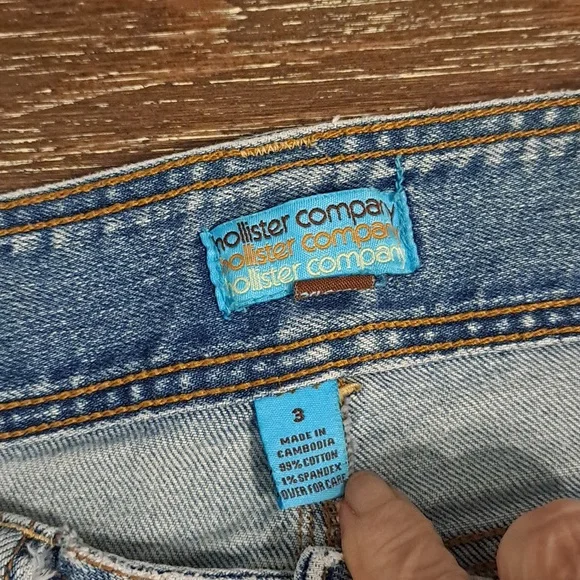 hollister company
hollister company
hollister company
3
MADE IN
CAMBODIA
99% COTTON
1% SPANDEX
OVER FOR CARE